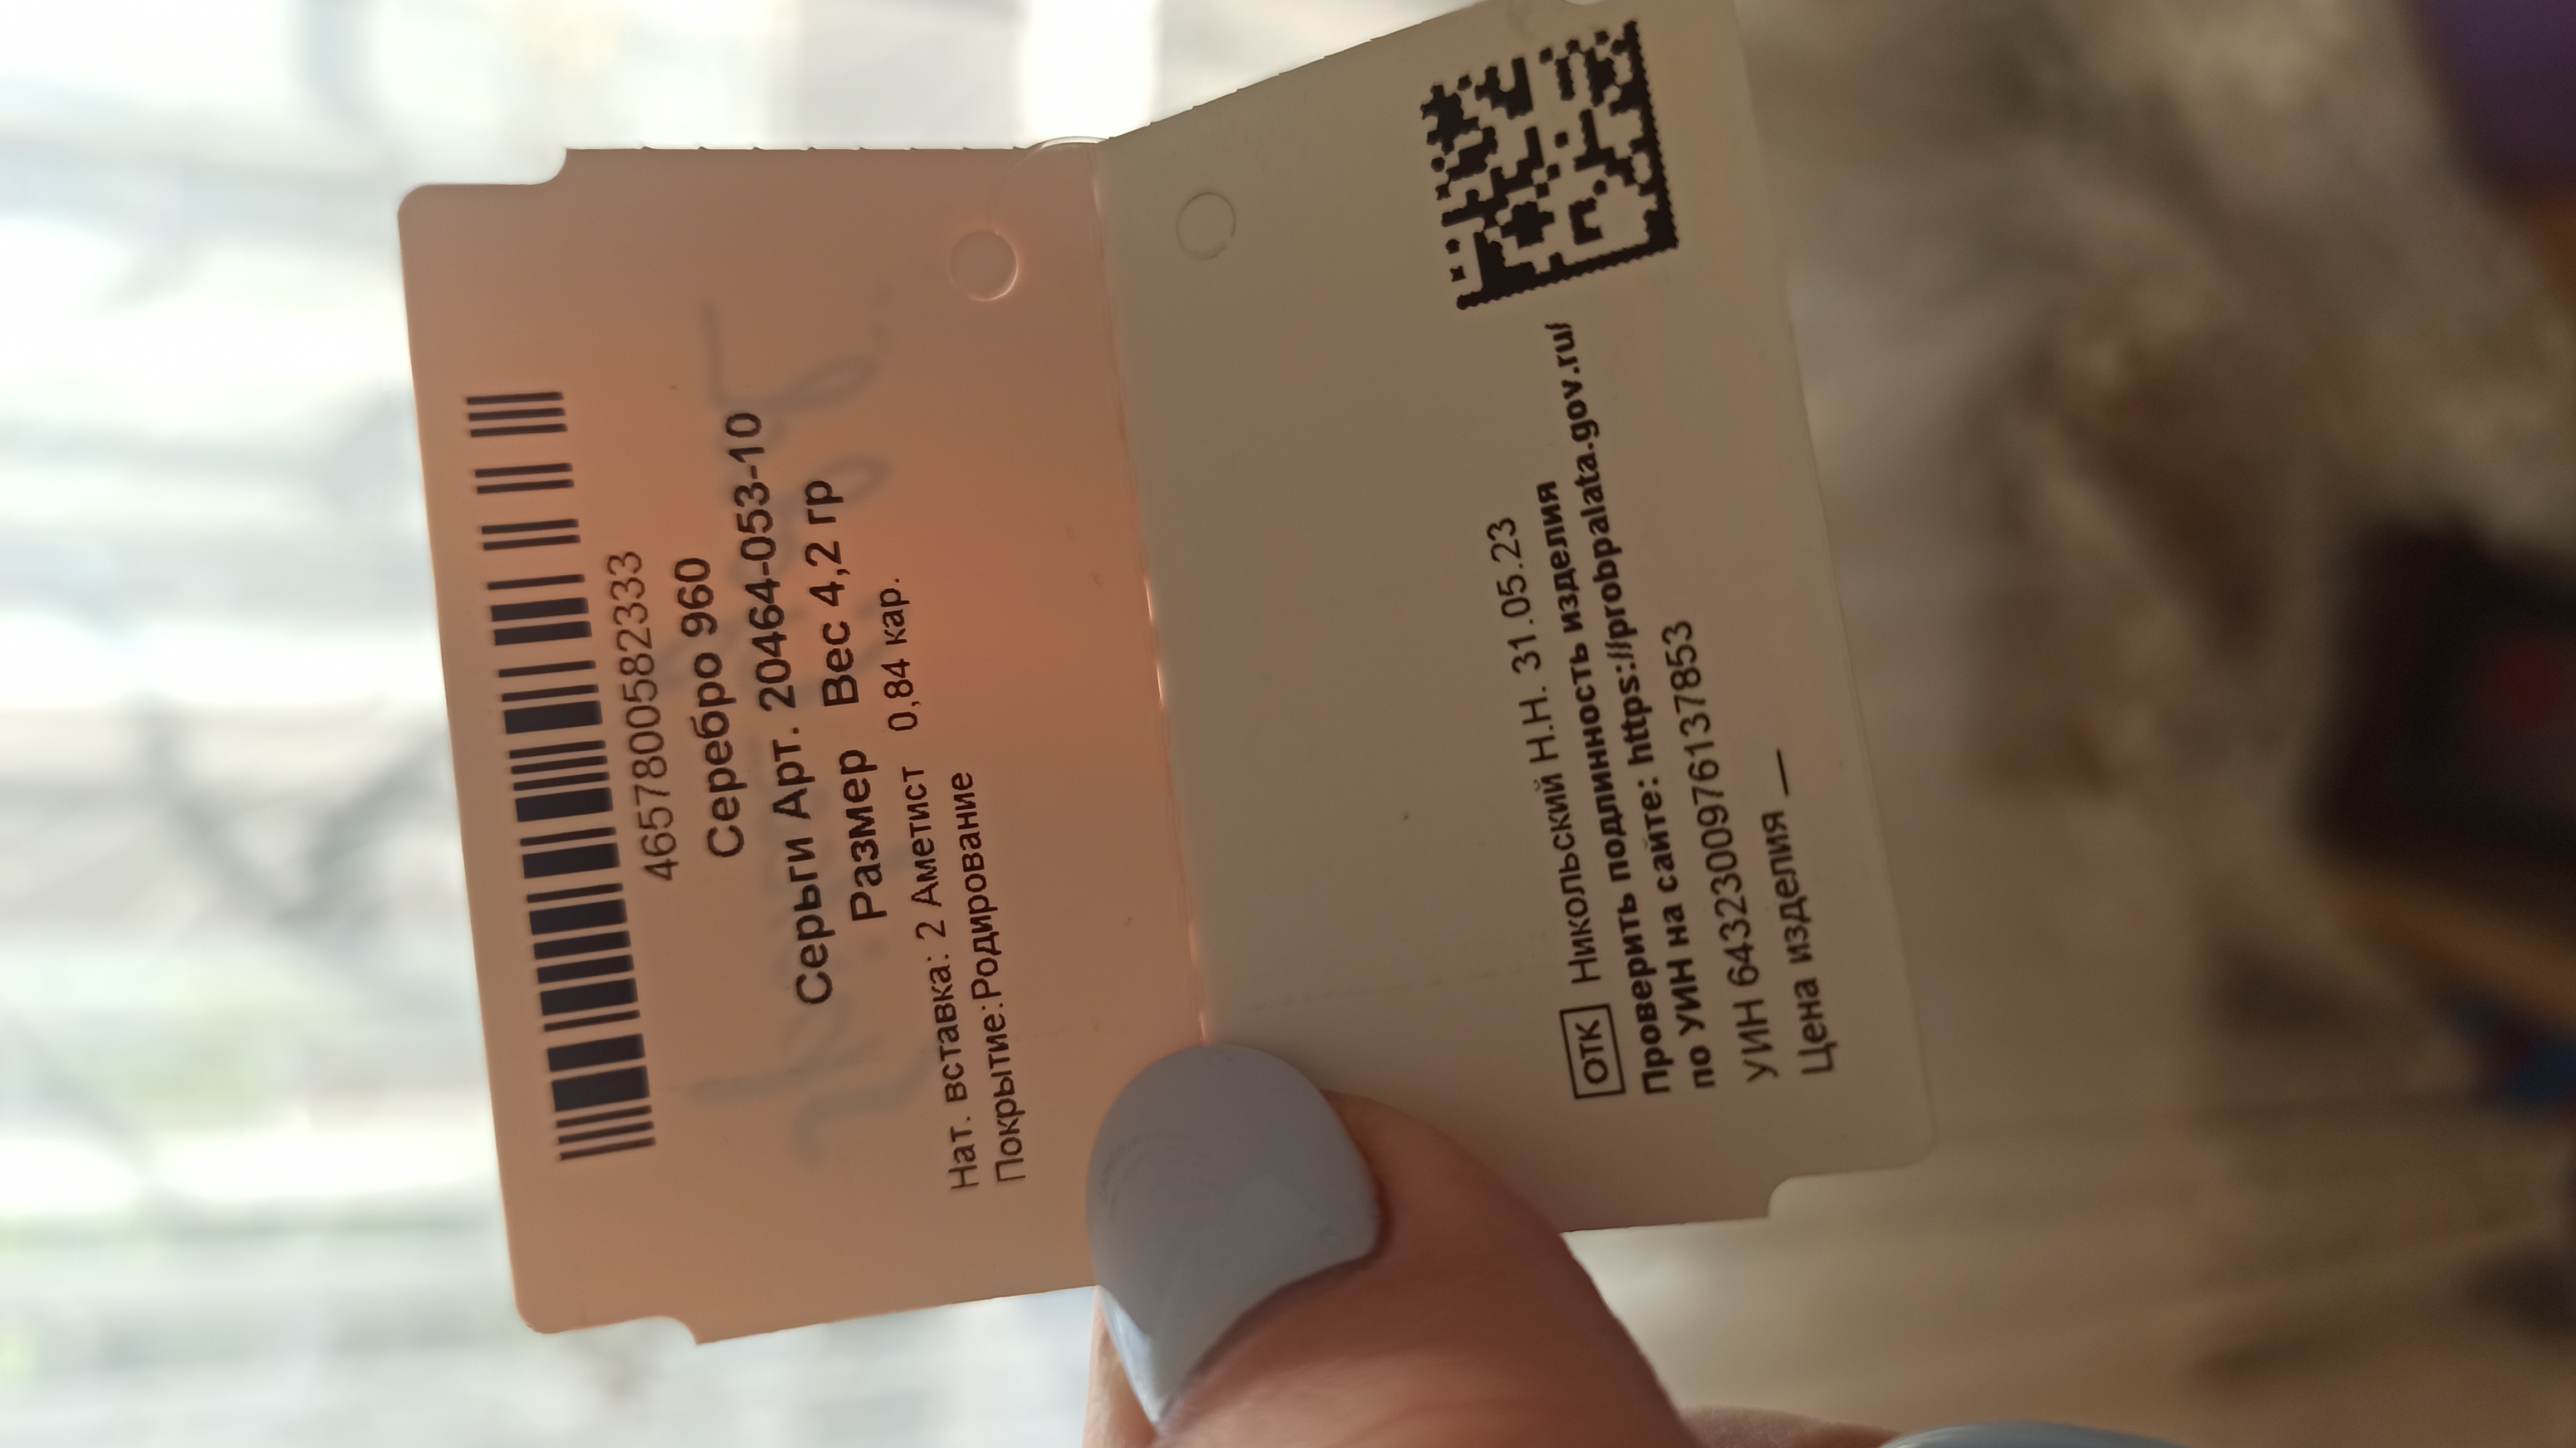 4657800582333
Серебро 960
Серьги Арт. 20464-053-10
Размер Вес 4,2 гр
Нат. вставка: 2 Аметист 0,84 кар.
Покрытие:Родирование
ОТК Никольский Н.Н. 31.05.23
Проверить подлинность изделия
по УИН на сайте: https://probpalata.gov.ru/
УИН 6432300976137853
Цена изделия —